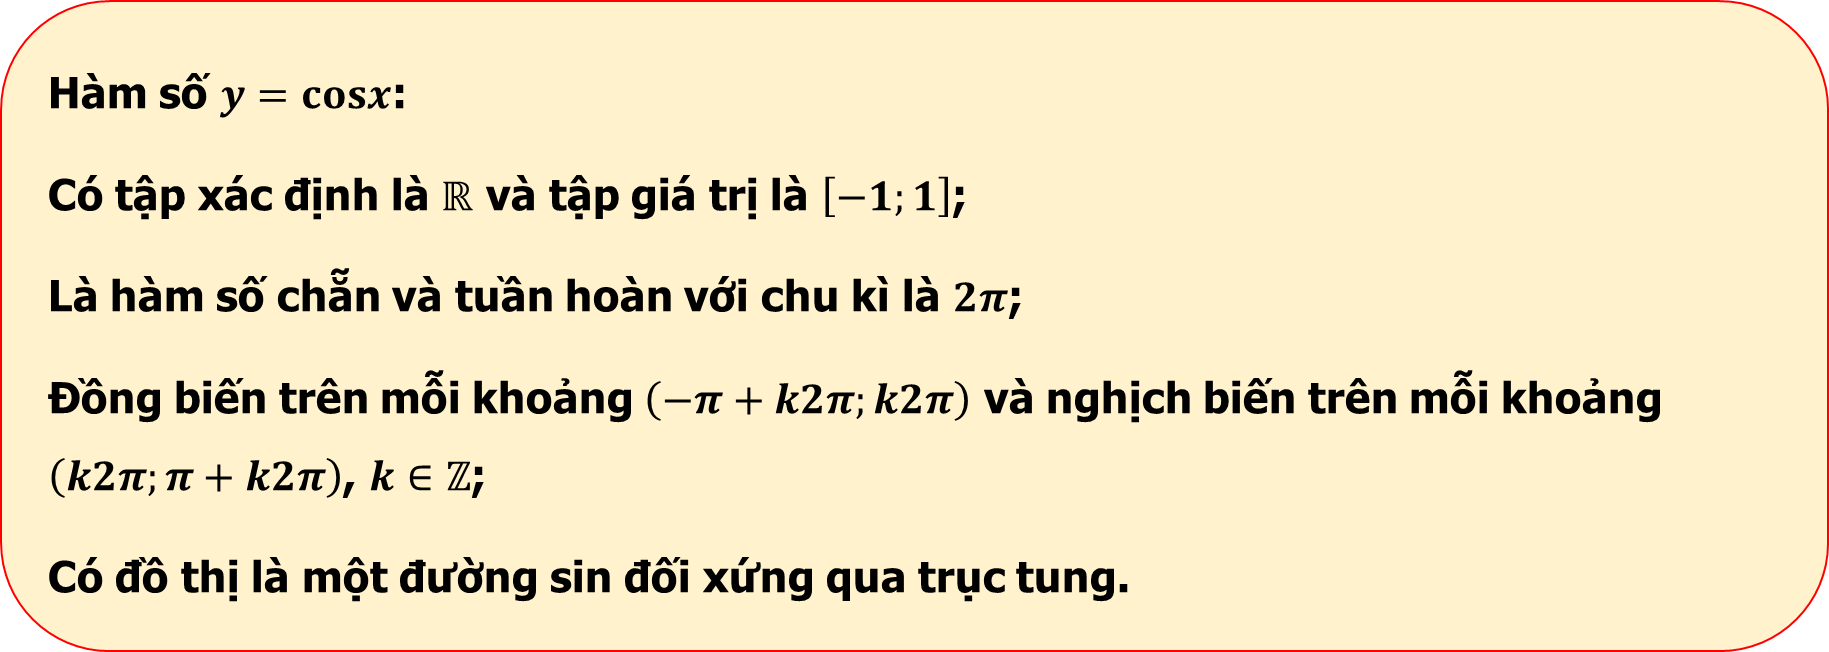 Hàm số y = cosx:
Có tập xác định là ℝ và tập giá trị là [−1; 1];
Là hàm số chẵn và tuần hoàn với chu kì là 2π;
Đồng biến trên mỗi khoảng (−π + k2π; k2π) và nghịch biến trên mỗi khoảng
(k2π; π + k2π), k ∈ ℤ;
Có đồ thị là một đường sin đối xứng qua trục tung.